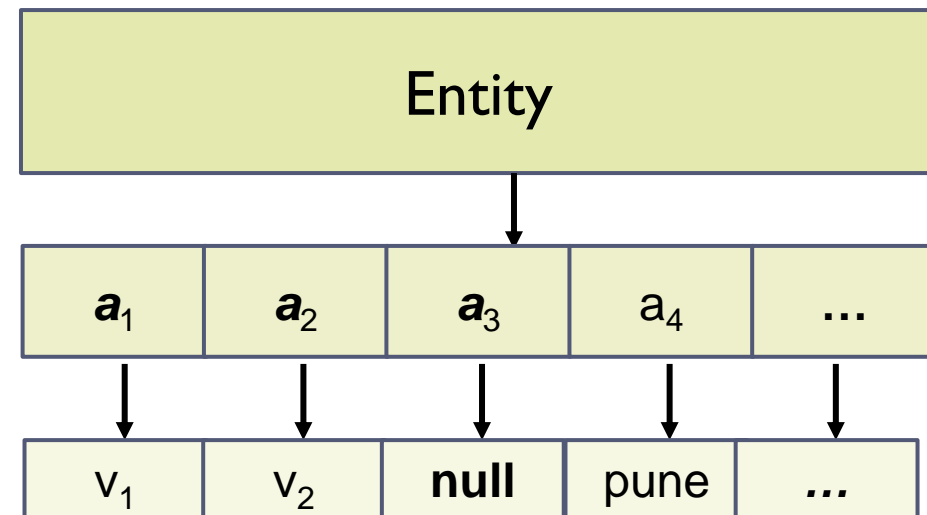 Entity
a₁ a₂ a₃ a₄ ...
v₁ v₂ null pune ...